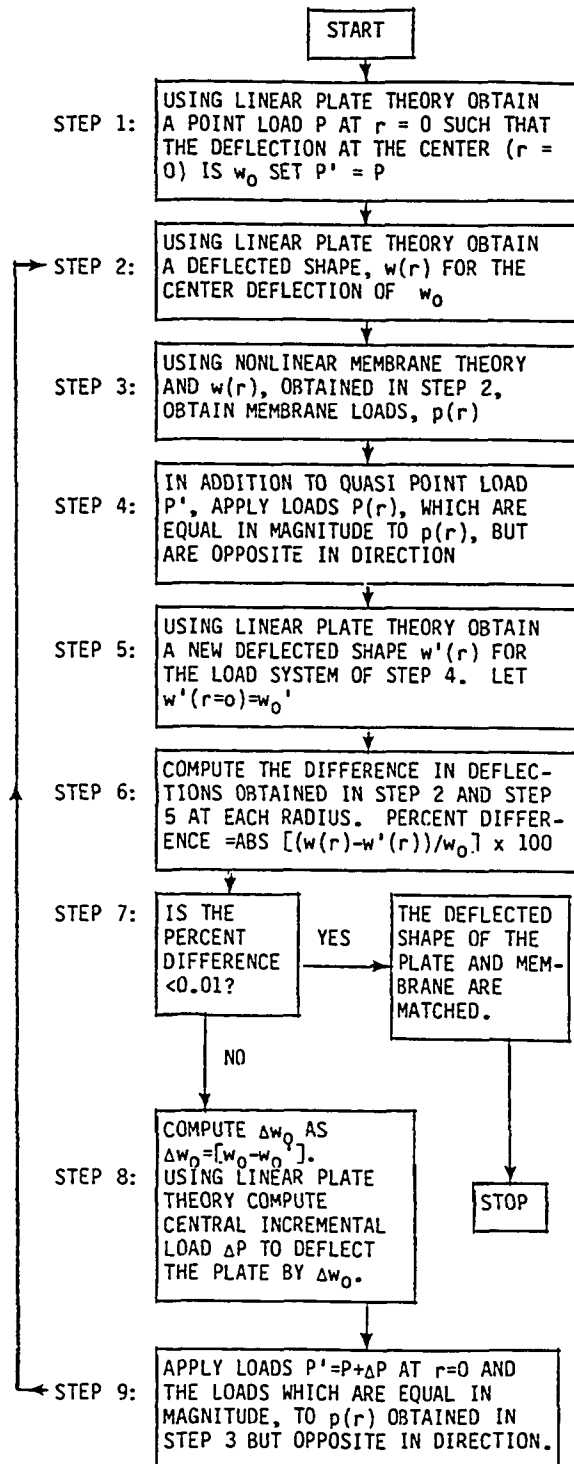 START
STEP 1:
USING LINEAR PLATE THEORY OBTAIN
A POINT LOAD P AT r = 0 SUCH THAT
THE DEFLECTION AT THE CENTER (r =
0) IS w₀ SET P' = P
STEP 2:
USING LINEAR PLATE THEORY OBTAIN
A DEFLECTED SHAPE, w(r) FOR THE
CENTER DEFLECTION OF w₀
STEP 3:
USING NONLINEAR MEMBRANE THEORY
AND w(r), OBTAINED IN STEP 2,
OBTAIN MEMBRANE LOADS, p(r)
STEP 4:
IN ADDITION TO QUASI POINT LOAD
P', APPLY LOADS P(r), WHICH ARE
EQUAL IN MAGNITUDE TO p(r), BUT
ARE OPPOSITE IN DIRECTION
STEP 5:
USING LINEAR PLATE THEORY OBTAIN
A NEW DEFLECTED SHAPE w'(r) FOR
THE LOAD SYSTEM OF STEP 4. LET
w'(r=o)=w₀'
STEP 6:
COMPUTE THE DIFFERENCE IN DEFLEC-
TIONS OBTAINED IN STEP 2 AND STEP
5 AT EACH RADIUS. PERCENT DIFFER-
ENCE =ABS [(w(r)-w'(r))/w₀] x 100
STEP 7:
IS THE
PERCENT
DIFFERENCE
<0.01?
YES
THE DEFLECTED
SHAPE OF THE
PLATE AND MEM-
BRANE ARE
MATCHED.
NO
STEP 8:
COMPUTE Δw₀ AS
Δw₀=[w₀-w₀'].
USING LINEAR PLATE
THEORY COMPUTE
CENTRAL INCREMENTAL
LOAD ΔP TO DEFLECT
THE PLATE BY Δw₀.
STOP
STEP 9:
APPLY LOADS P'=P+ΔP AT r=0 AND
THE LOADS WHICH ARE EQUAL IN
MAGNITUDE, TO p(r) OBTAINED IN
STEP 3 BUT OPPOSITE IN DIRECTION.